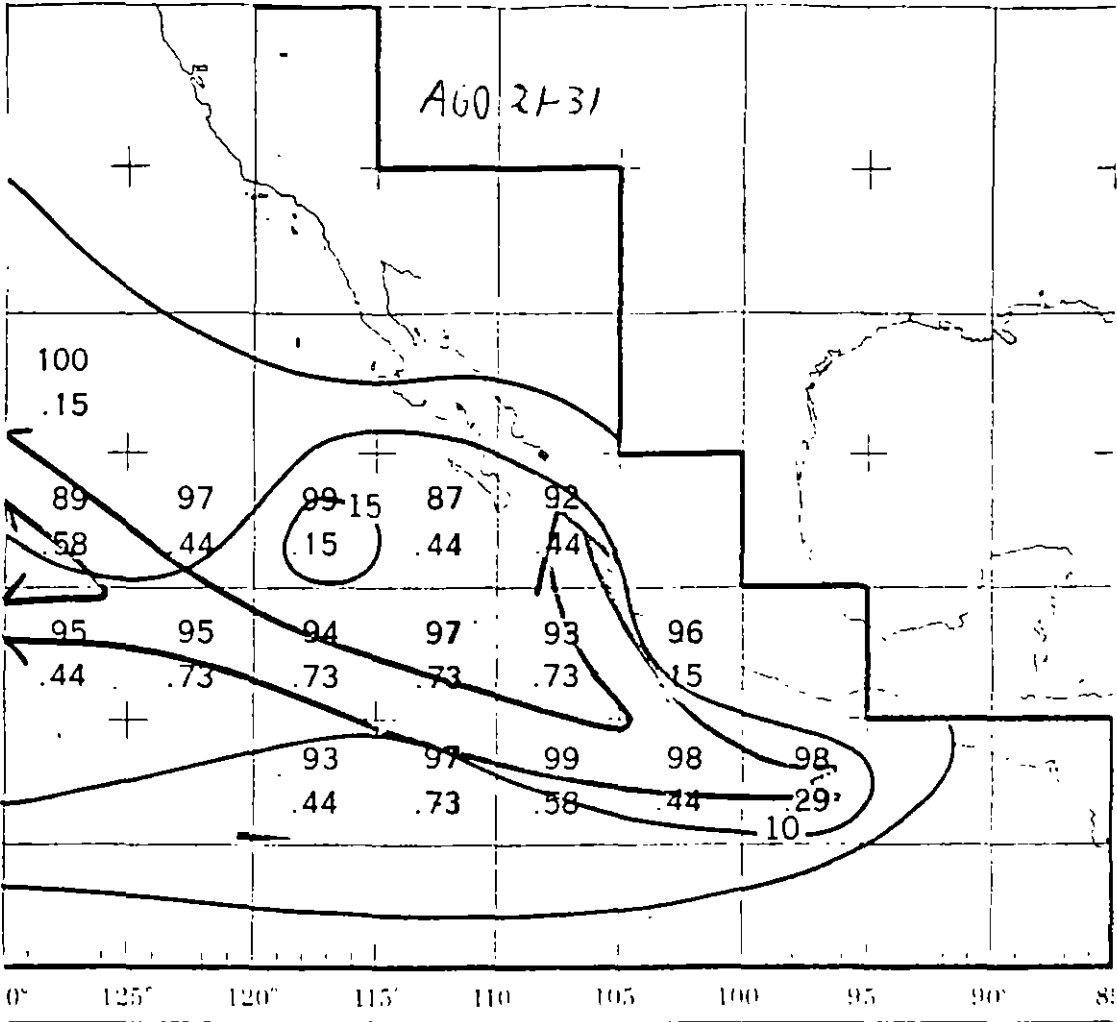 AGO 21-31
100
.15
89 97 99 15 87 92
.58 .44 .15 .44 .44
95 95 94 97 93 96
.44 .73 .73 .73 .73 .15
93 97 99 98 98
.44 .73 .58 .44 .29
10
0° 125° 120° 115° 110 105 100 95 90°